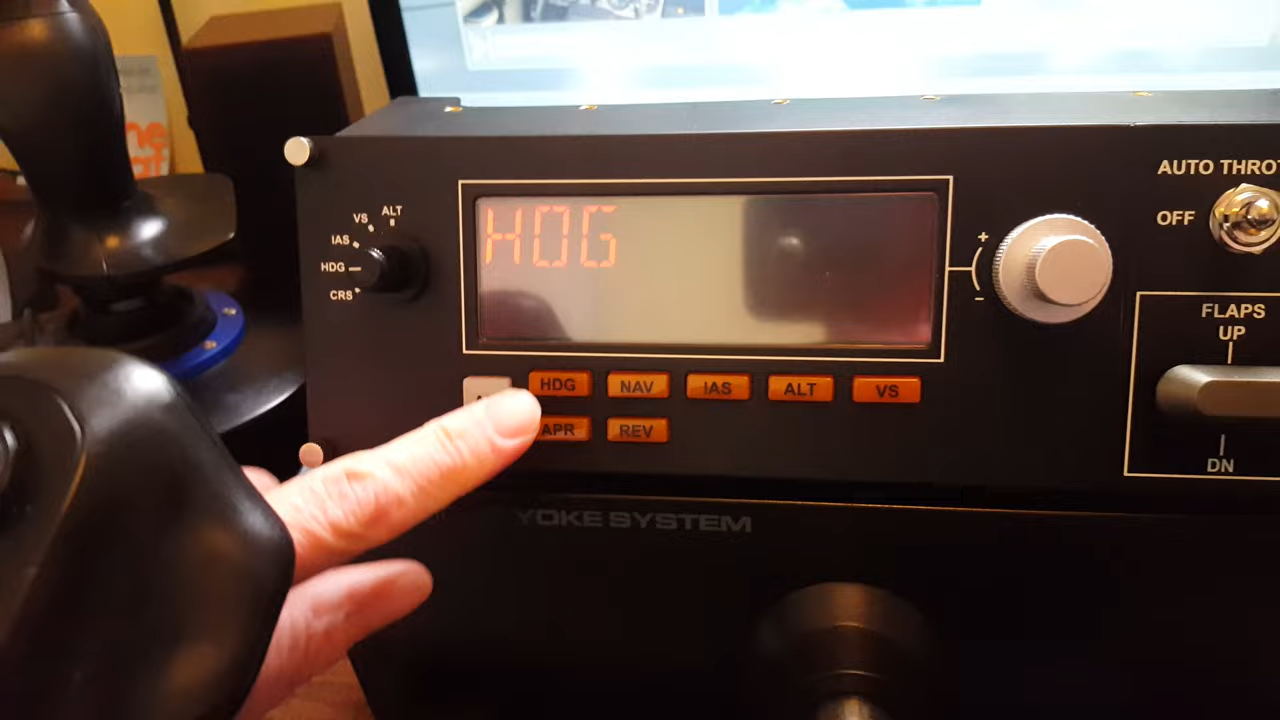 AUTO THROT
OFF
VS ALT
IAS
HDG
CRS
HDG
+
-
FLAPS
UP
DN
HDG NAV IAS ALT VS
APR REV
YOKE SYSTEM